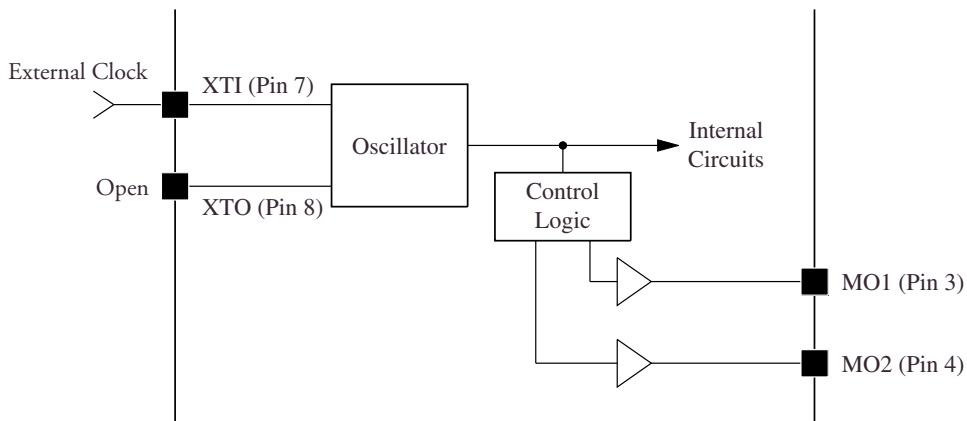 External Clock
XTI (Pin 7)
Oscillator
Internal
Circuits
Open
XTO (Pin 8)
Control
Logic
MO1 (Pin 3)
MO2 (Pin 4)